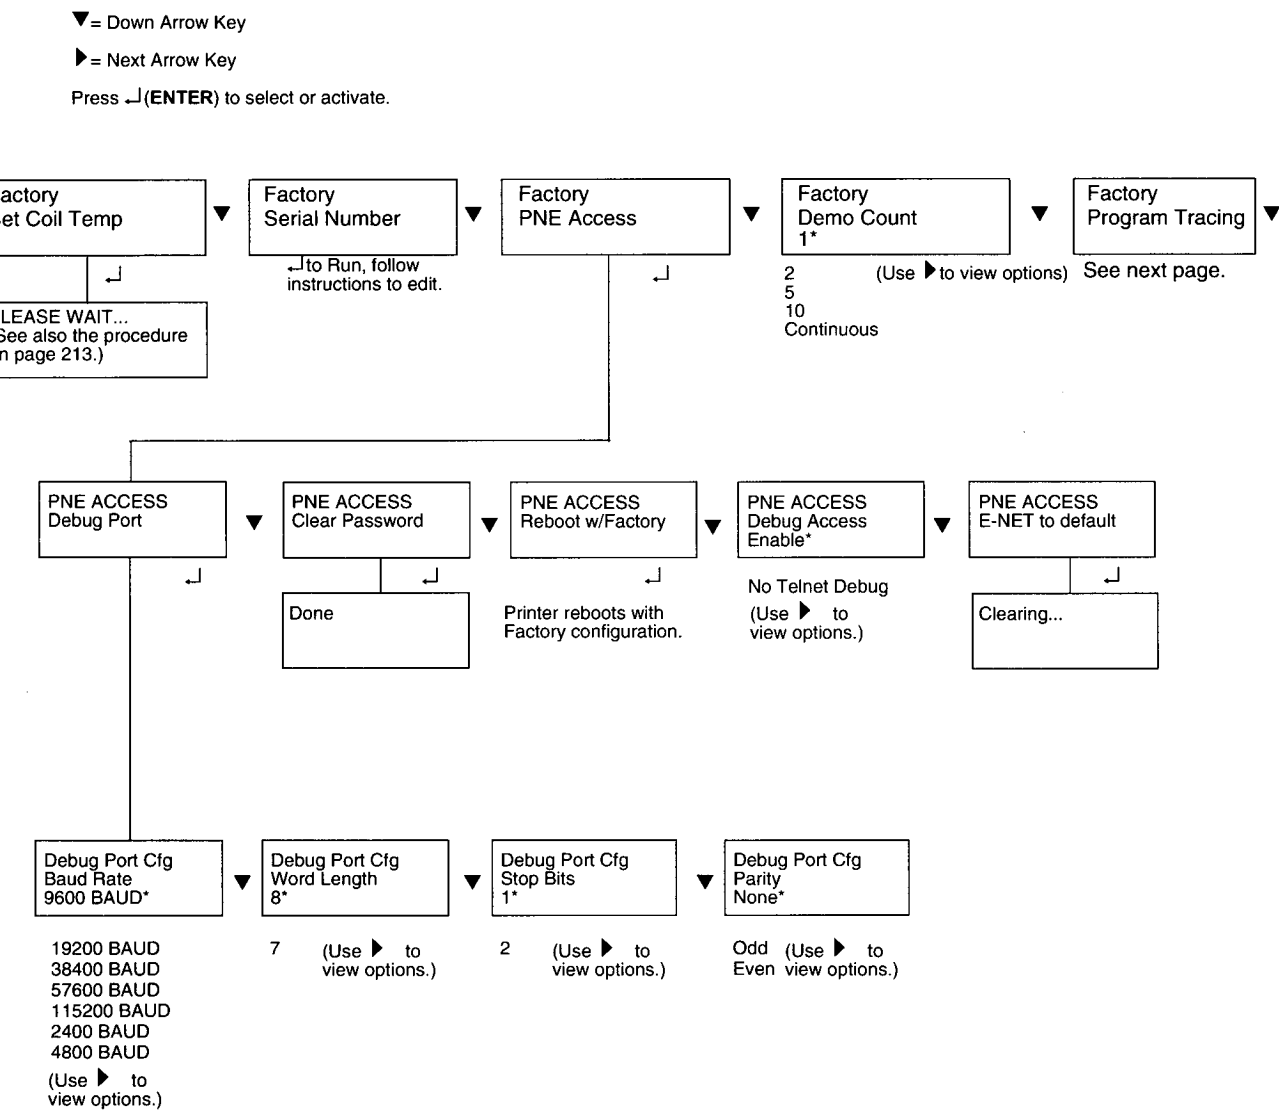 ▼= Down Arrow Key
▶= Next Arrow Key
Press ↵(ENTER) to select or activate.
actory
et Coil Temp
↵
LEASE WAIT...
See also the procedure
n page 213.)
▼
Factory
Serial Number
↵to Run, follow
instructions to edit.
▼
Factory
PNE Access
↵
▼
Factory
Demo Count
1*
2 (Use ▶to view options)
5
10
Continuous
▼
Factory
Program Tracing
See next page.
▼
PNE ACCESS
Debug Port
↵
▼
PNE ACCESS
Clear Password
↵
Done
▼
PNE ACCESS
Reboot w/Factory
↵
Printer reboots with
Factory configuration.
▼
PNE ACCESS
Debug Access
Enable*
No Telnet Debug
(Use ▶ to
view options.)
▼
PNE ACCESS
E-NET to default
↵
Clearing...
Debug Port Cfg
Baud Rate
9600 BAUD*
19200 BAUD
38400 BAUD
57600 BAUD
115200 BAUD
2400 BAUD
4800 BAUD
(Use ▶ to
view options.)
▼
Debug Port Cfg
Word Length
8*
7 (Use ▶ to
view options.)
▼
Debug Port Cfg
Stop Bits
1*
2 (Use ▶ to
view options.)
▼
Debug Port Cfg
Parity
None*
Odd (Use ▶ to
Even view options.)